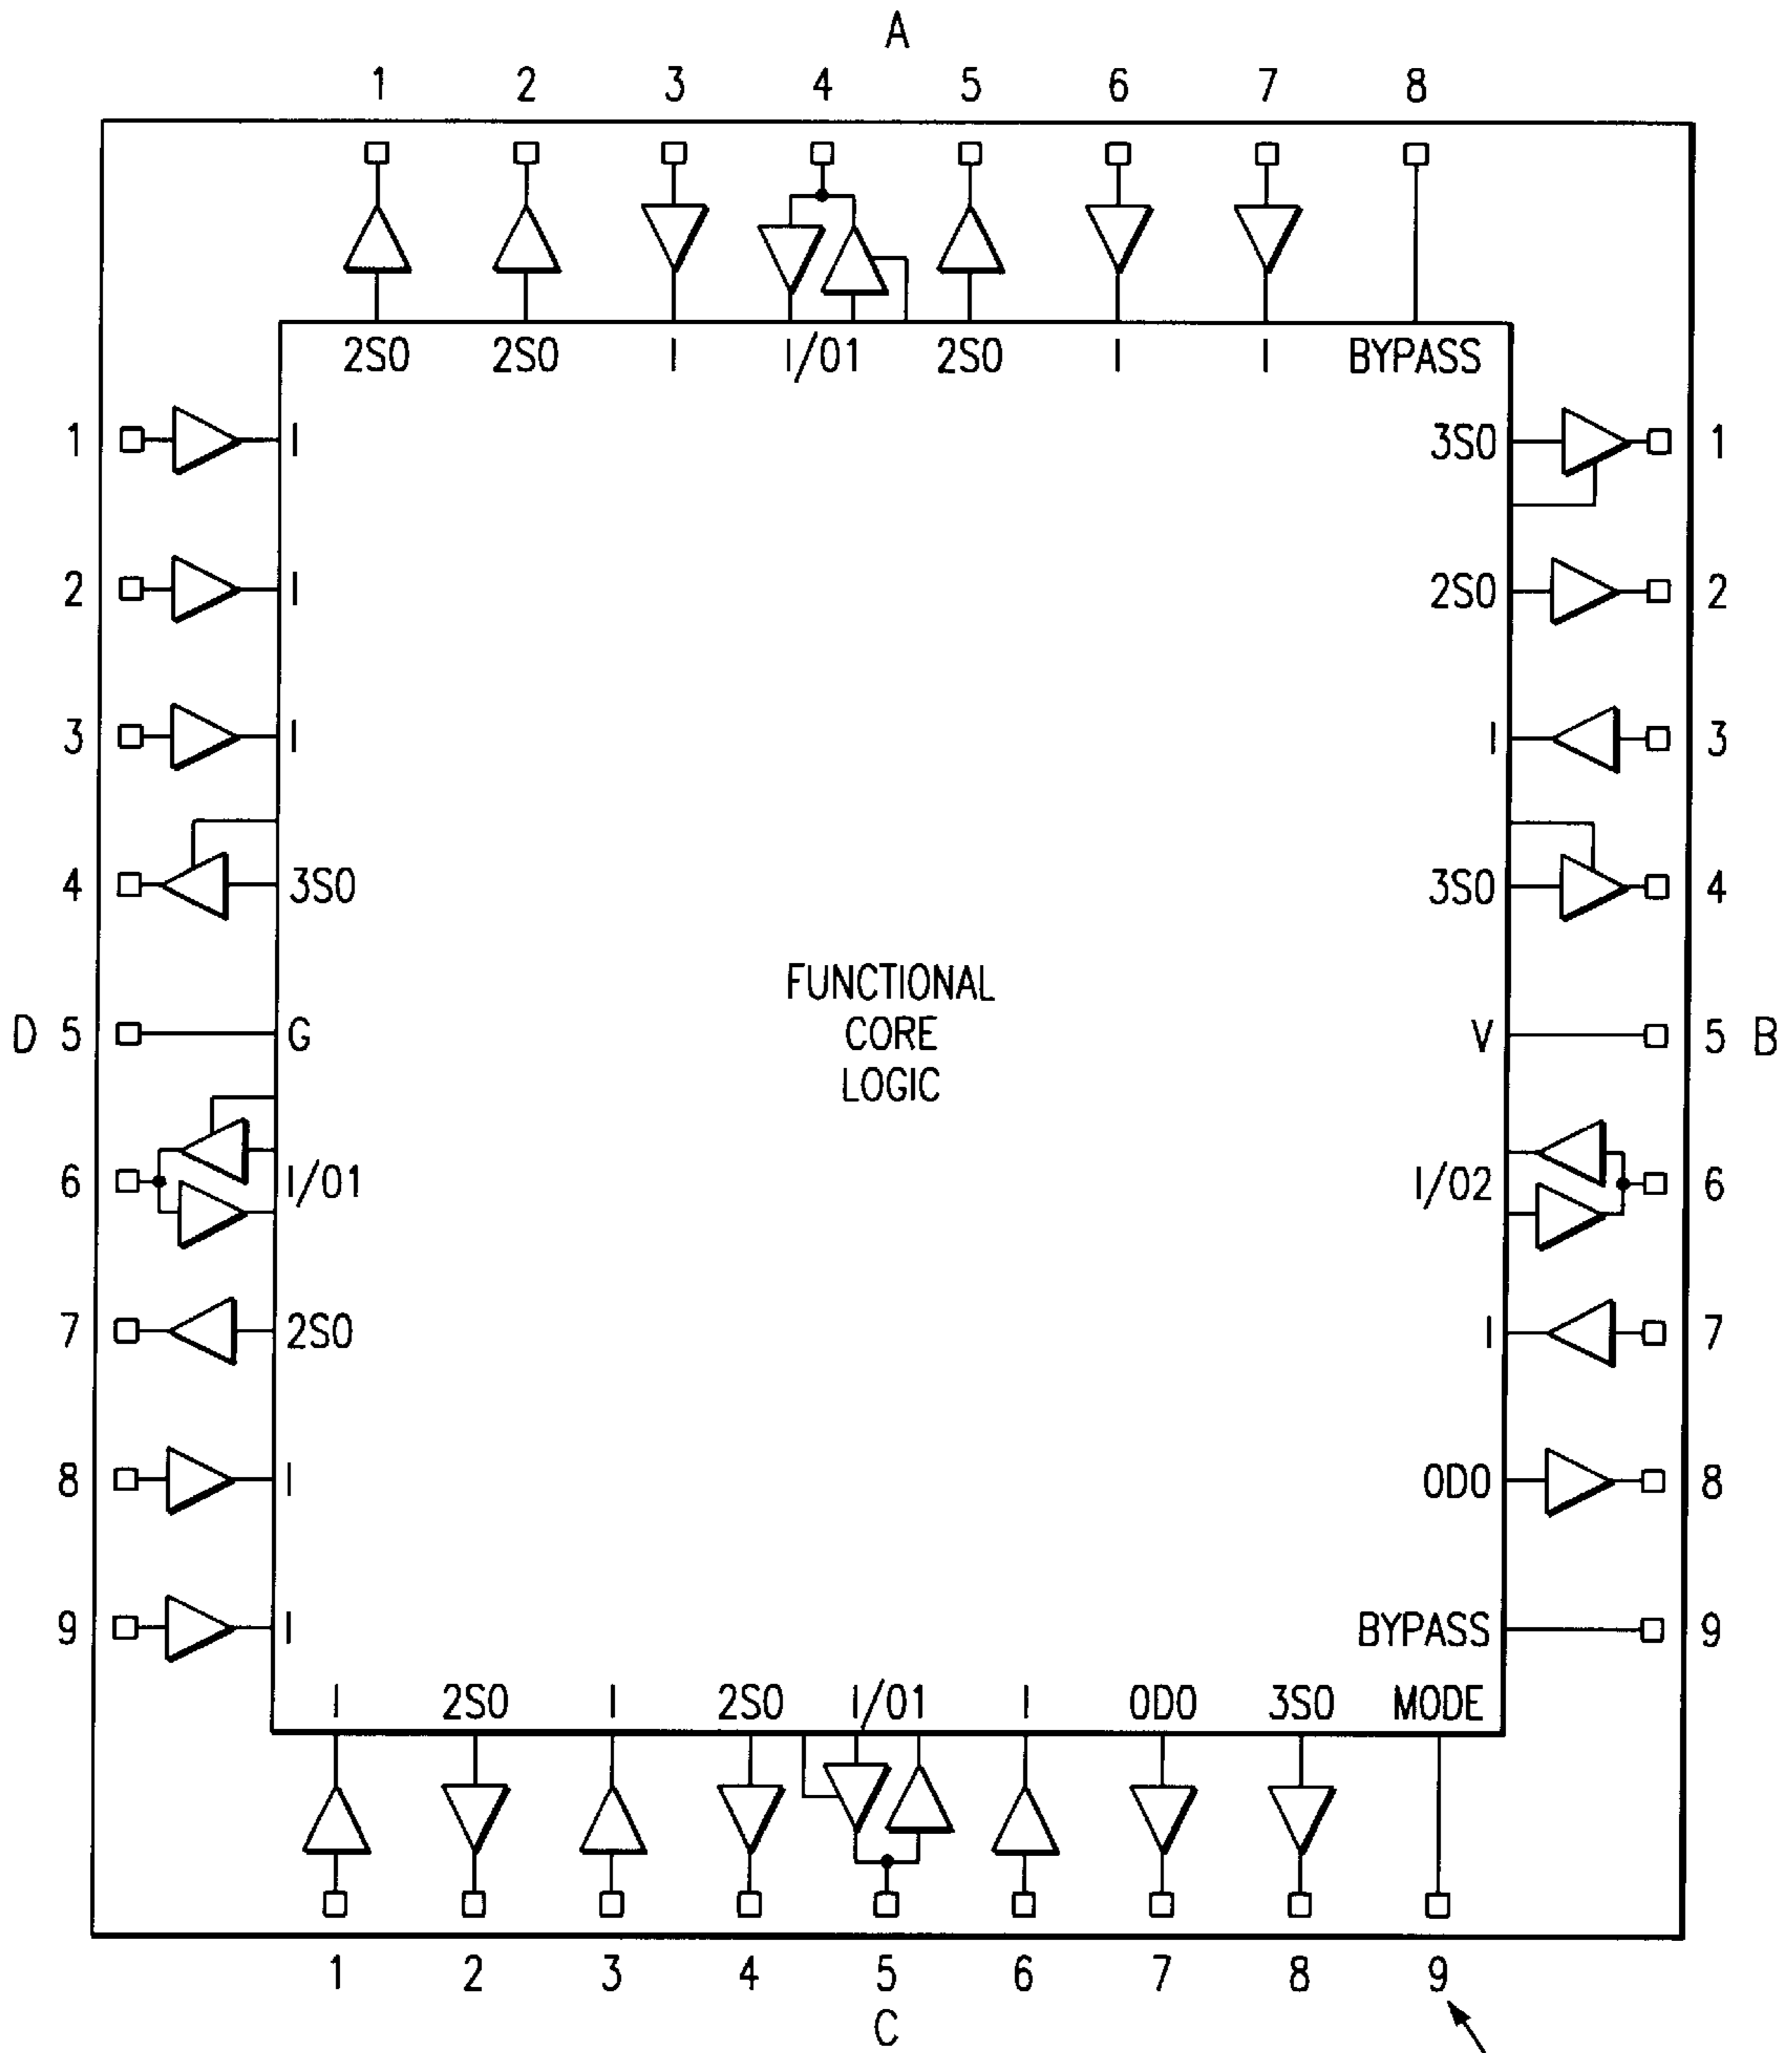 A
1 2 3 4 5 6 7 8
2S0 2S0 I I/01 2S0 I I BYPASS
1 I 3S0 1
2 I 2S0 2
3 I I 3
4 3S0 3S0 4
FUNCTIONAL
CORE
LOGIC
D 5 G V 5 B
6 I/01 I/02 6
7 2S0 I 7
8 I 0D0 8
9 I BYPASS 9
I 2S0 I 2S0 I/01 I 0D0 3S0 MODE
1 2 3 4 5 6 7 8 9
C